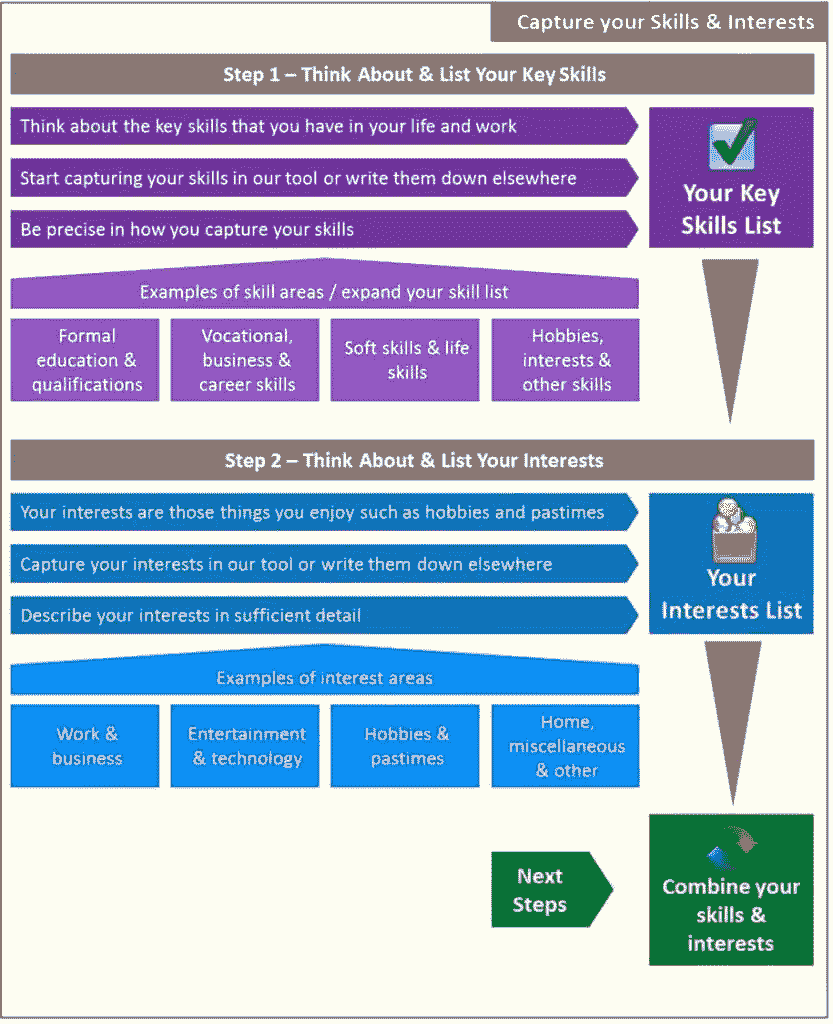 Capture your Skills & Interests
Step 1 – Think About & List Your Key Skills
Think about the key skills that you have in your life and work
Start capturing your skills in our tool or write them down elsewhere
Be precise in how you capture your skills
Your Key
Skills List
Examples of skill areas / expand your skill list
Formal
education &
qualifications
Vocational,
business &
career skills
Soft skills & life
skills
Hobbies,
interests &
other skills
Step 2 – Think About & List Your Interests
Your interests are those things you enjoy such as hobbies and pastimes
Capture your interests in our tool or write them down elsewhere
Describe your interests in sufficient detail
Your
Interests List
Examples of interest areas
Work &
business
Entertainment
& technology
Hobbies &
pastimes
Home,
miscellaneous
& other
Next
Steps
Combine your
skills &
interests